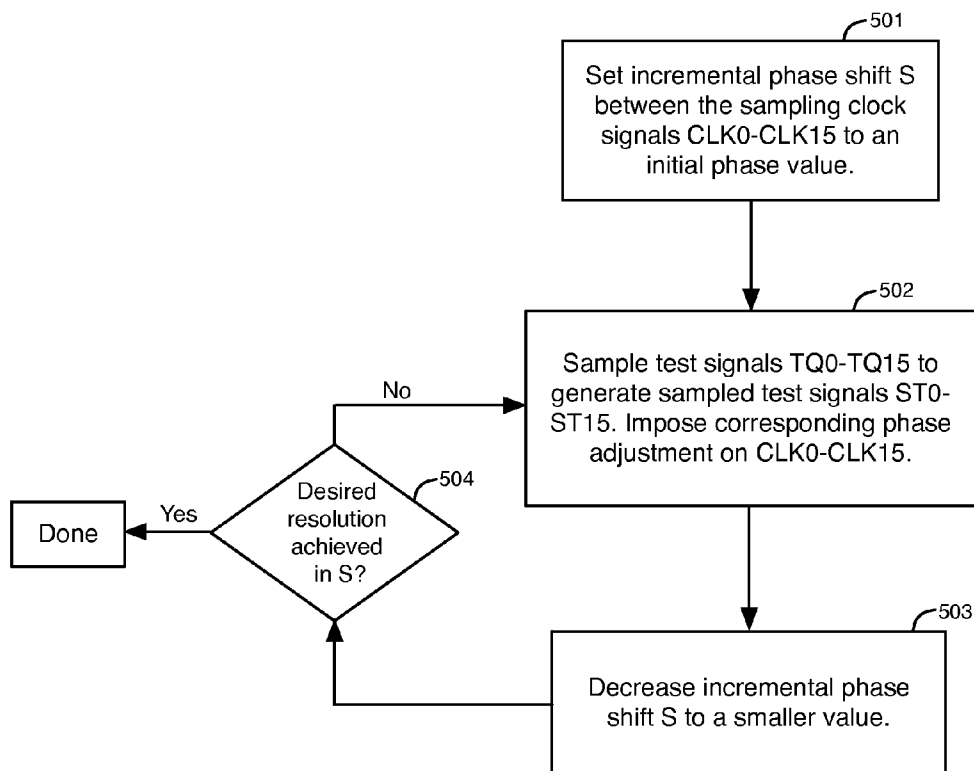 501
Set incremental phase shift S
between the sampling clock
signals CLK0-CLK15 to an
initial phase value.
502
Sample test signals TQ0-TQ15 to
generate sampled test signals ST0-
ST15. Impose corresponding phase
adjustment on CLK0-CLK15.
No
504
Desired
resolution
achieved
in S?
Yes
Done
503
Decrease incremental phase
shift S to a smaller value.